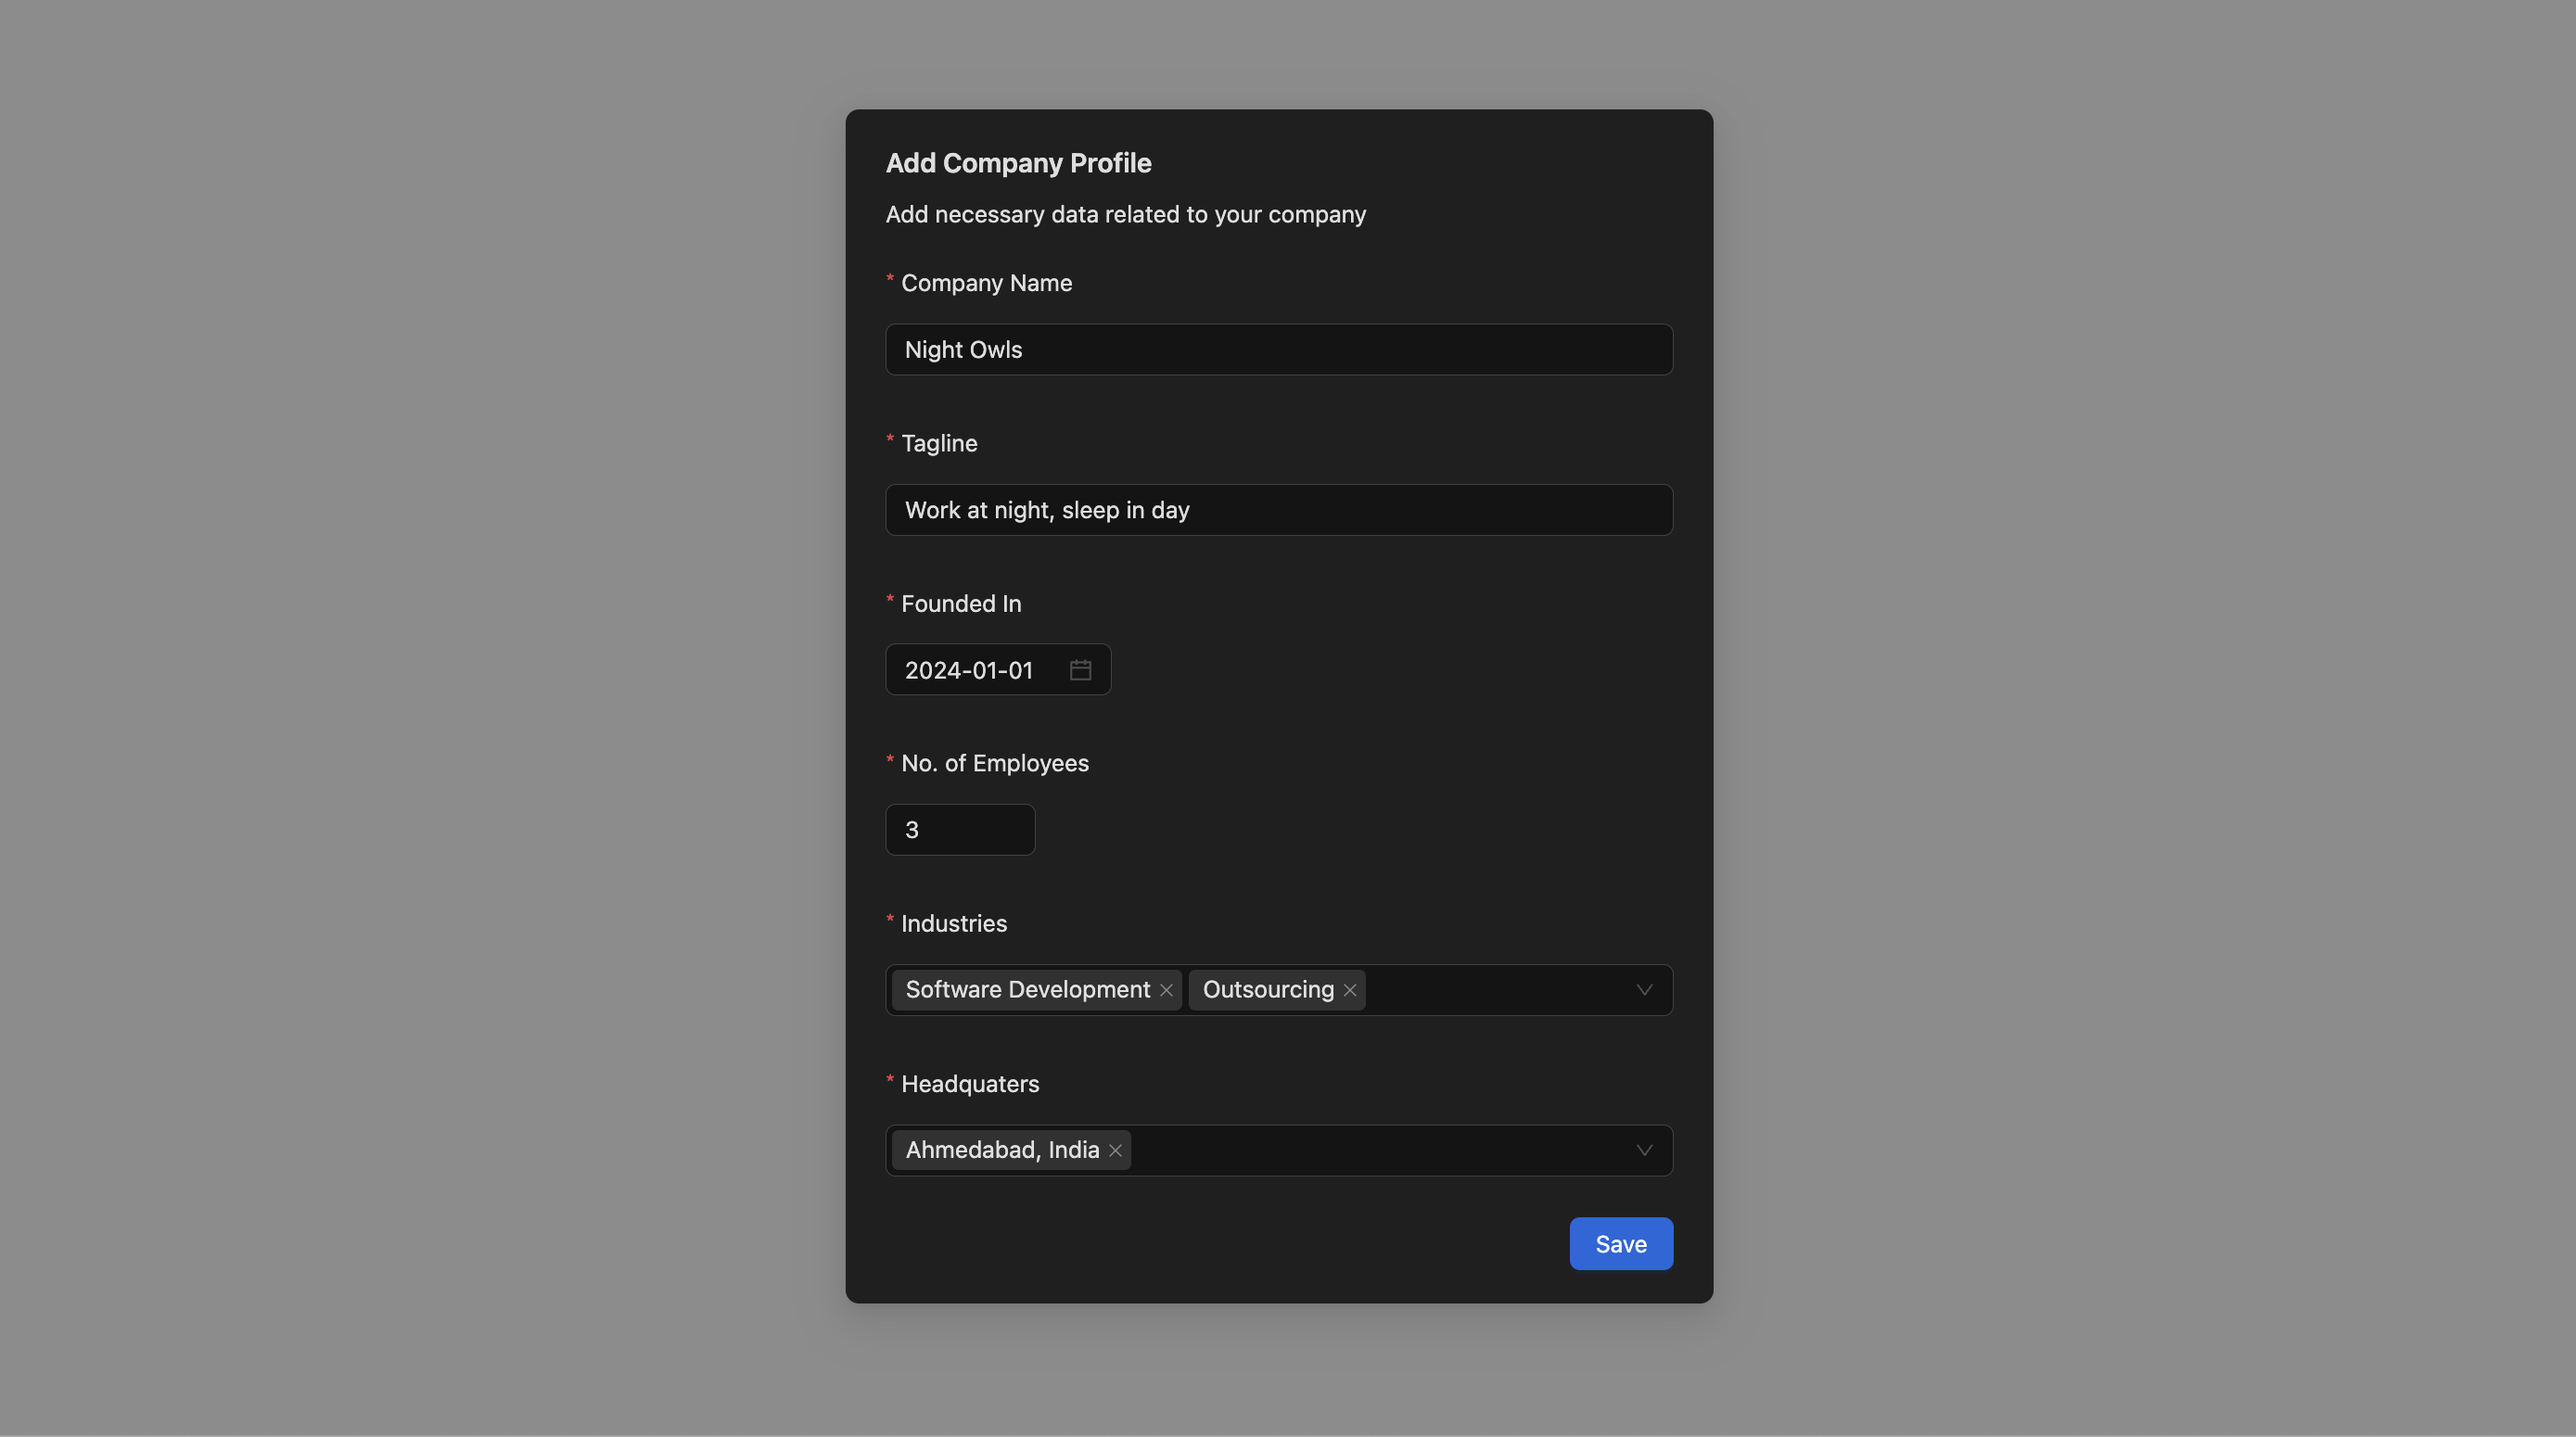 Add Company Profile
Add necessary data related to your company
* Company Name
Night Owls
* Tagline
Work at night, sleep in day
* Founded In
2024-01-01
* No. of Employees
3
* Industries
Software Development Outsourcing
* Headquaters
Ahmedabad, India
Save